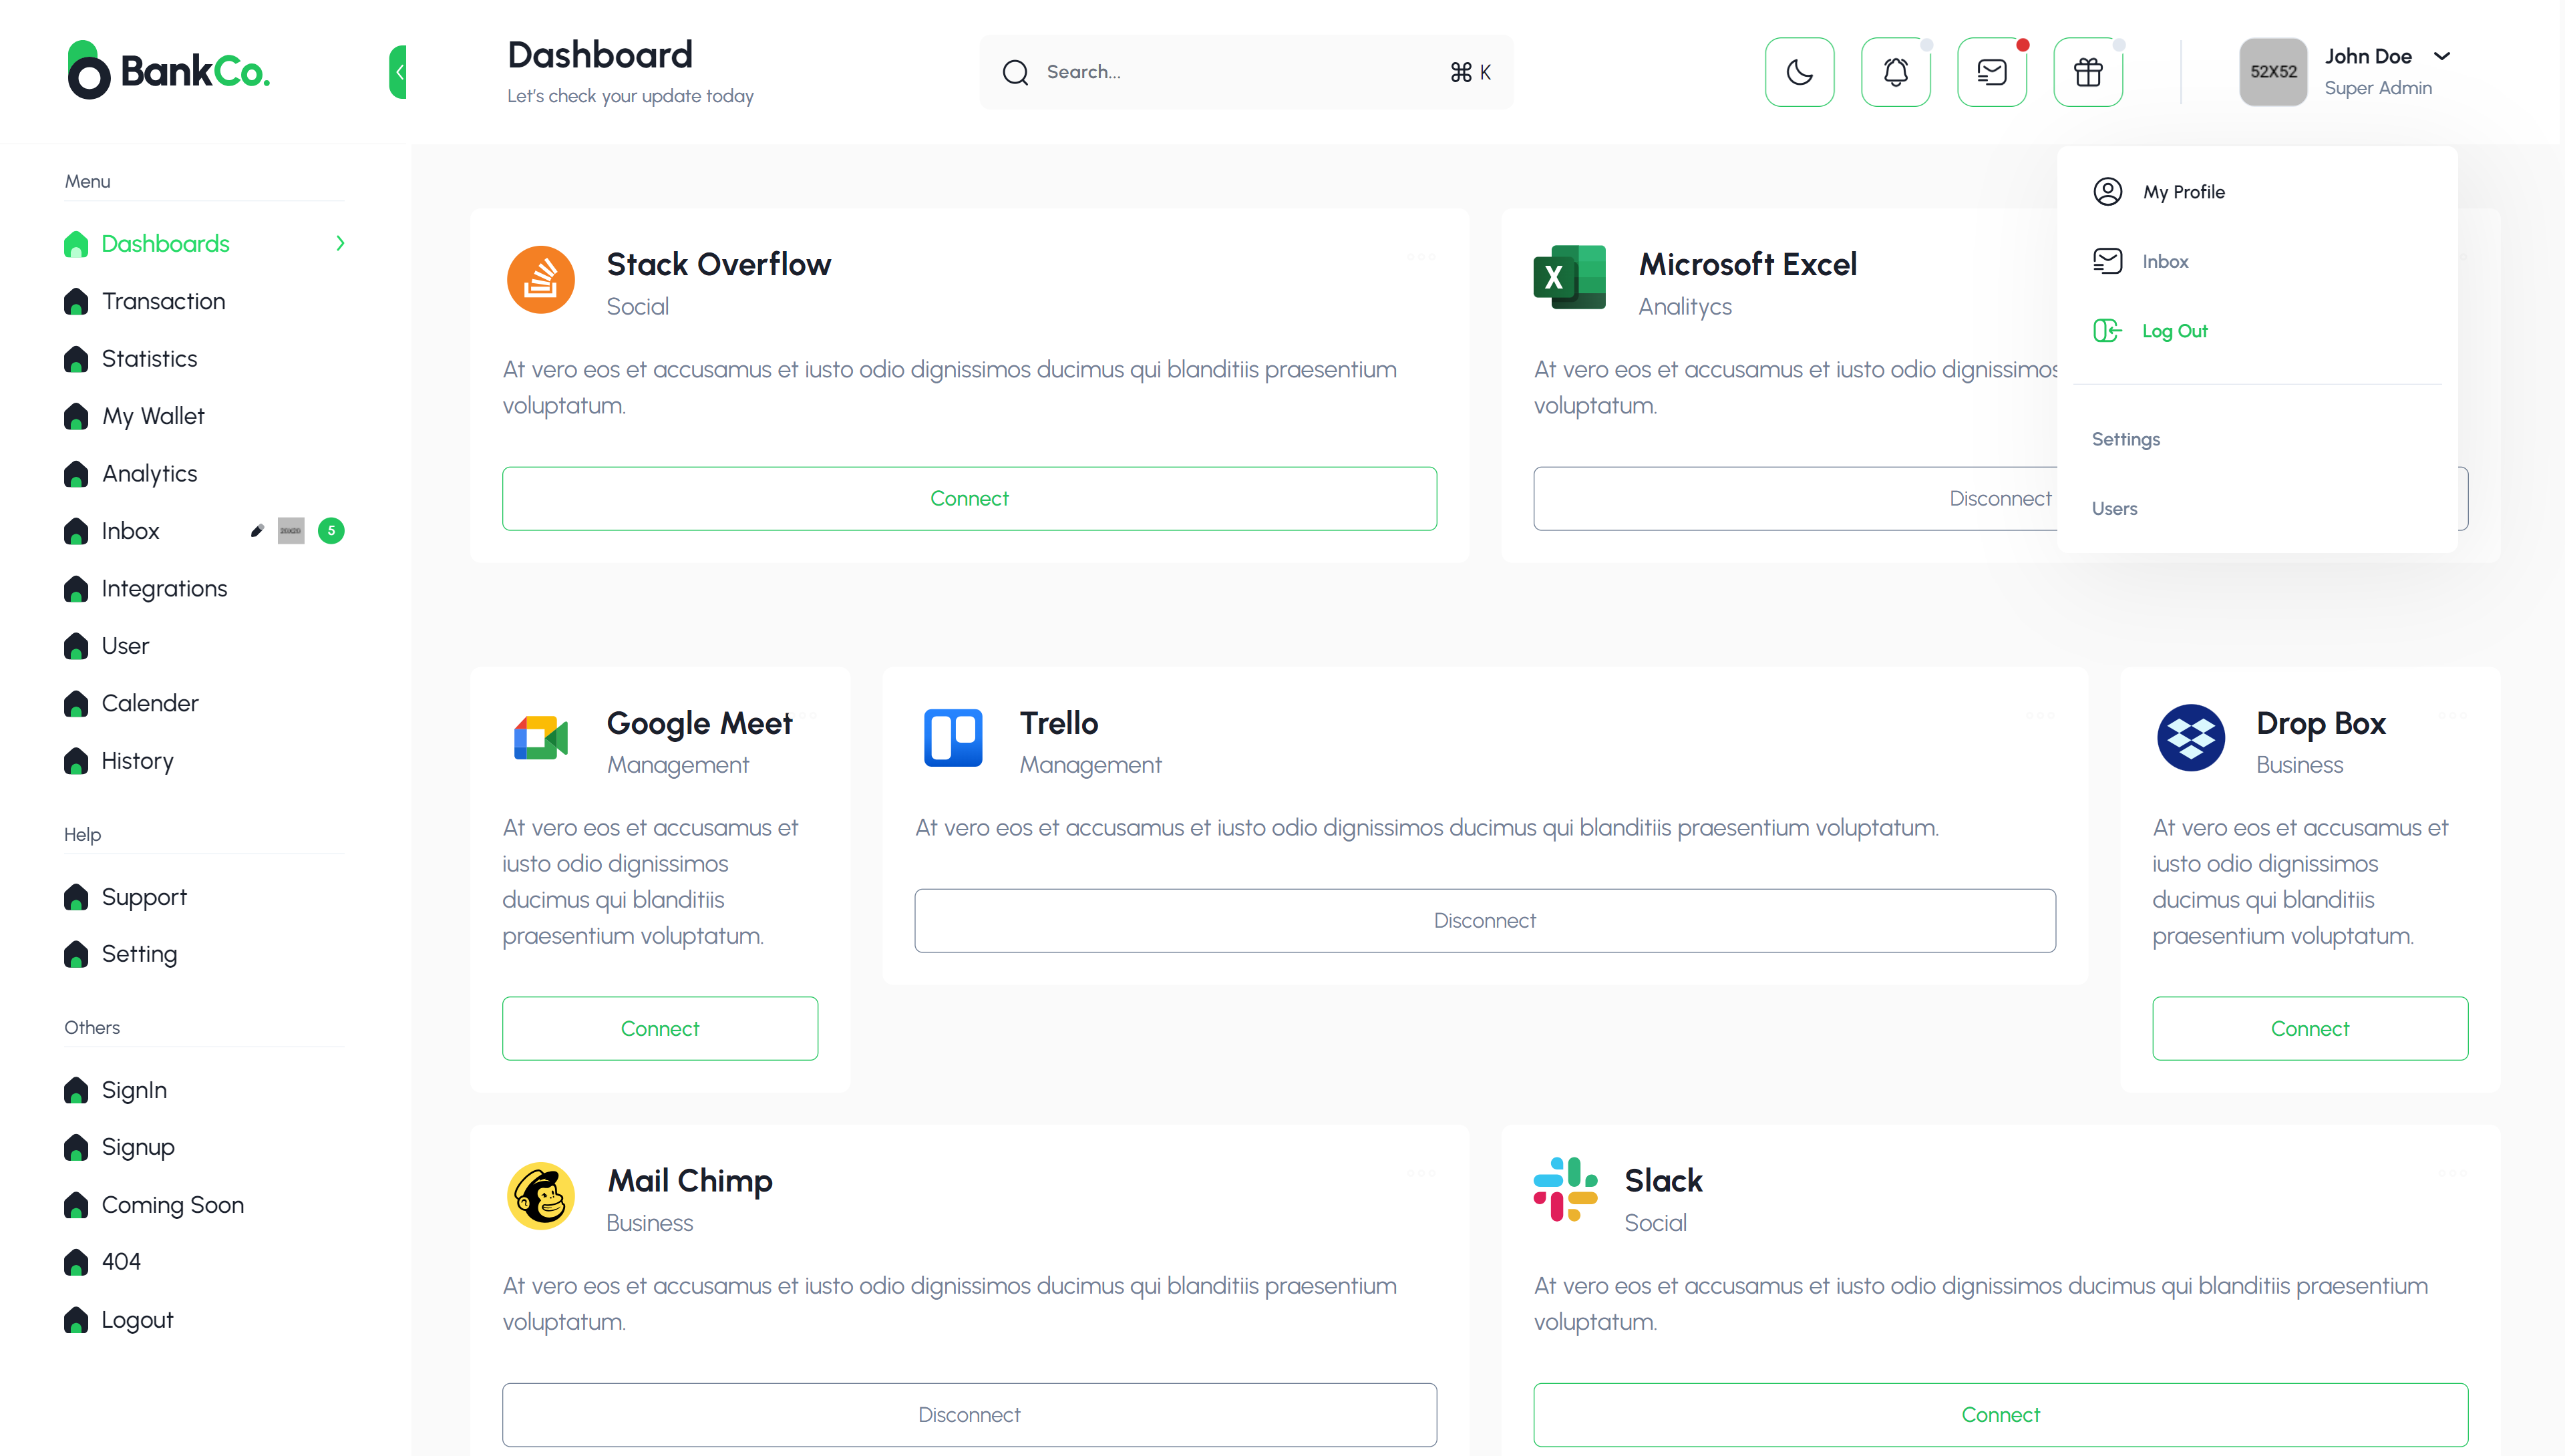 BankCo.
Dashboard
Let's check your update today
Search...
⌘ K
52X52
John Doe
Super Admin
Menu
Dashboards
Transaction
Statistics
My Wallet
Analytics
Inbox
20X20
5
Integrations
User
Calender
History
Help
Support
Setting
Others
SignIn
Signup
Coming Soon
404
Logout
My Profile
Inbox
Log Out
Settings
Users
Stack Overflow
Social
At vero eos et accusamus et iusto odio dignissimos ducimus qui blanditiis praesentium
voluptatum.
Connect
X
Microsoft Excel
Analitycs
At vero eos et accusamus et iusto odio dignissimos
voluptatum.
Disconnect
Google Meet
Management
At vero eos et accusamus et
iusto odio dignissimos
ducimus qui blanditiis
praesentium voluptatum.
Connect
Trello
Management
At vero eos et accusamus et iusto odio dignissimos ducimus qui blanditiis praesentium voluptatum.
Disconnect
Drop Box
Business
At vero eos et accusamus et
iusto odio dignissimos
ducimus qui blanditiis
praesentium voluptatum.
Connect
Mail Chimp
Business
At vero eos et accusamus et iusto odio dignissimos ducimus qui blanditiis praesentium
voluptatum.
Disconnect
Slack
Social
At vero eos et accusamus et iusto odio dignissimos ducimus qui blanditiis praesentium
voluptatum.
Connect